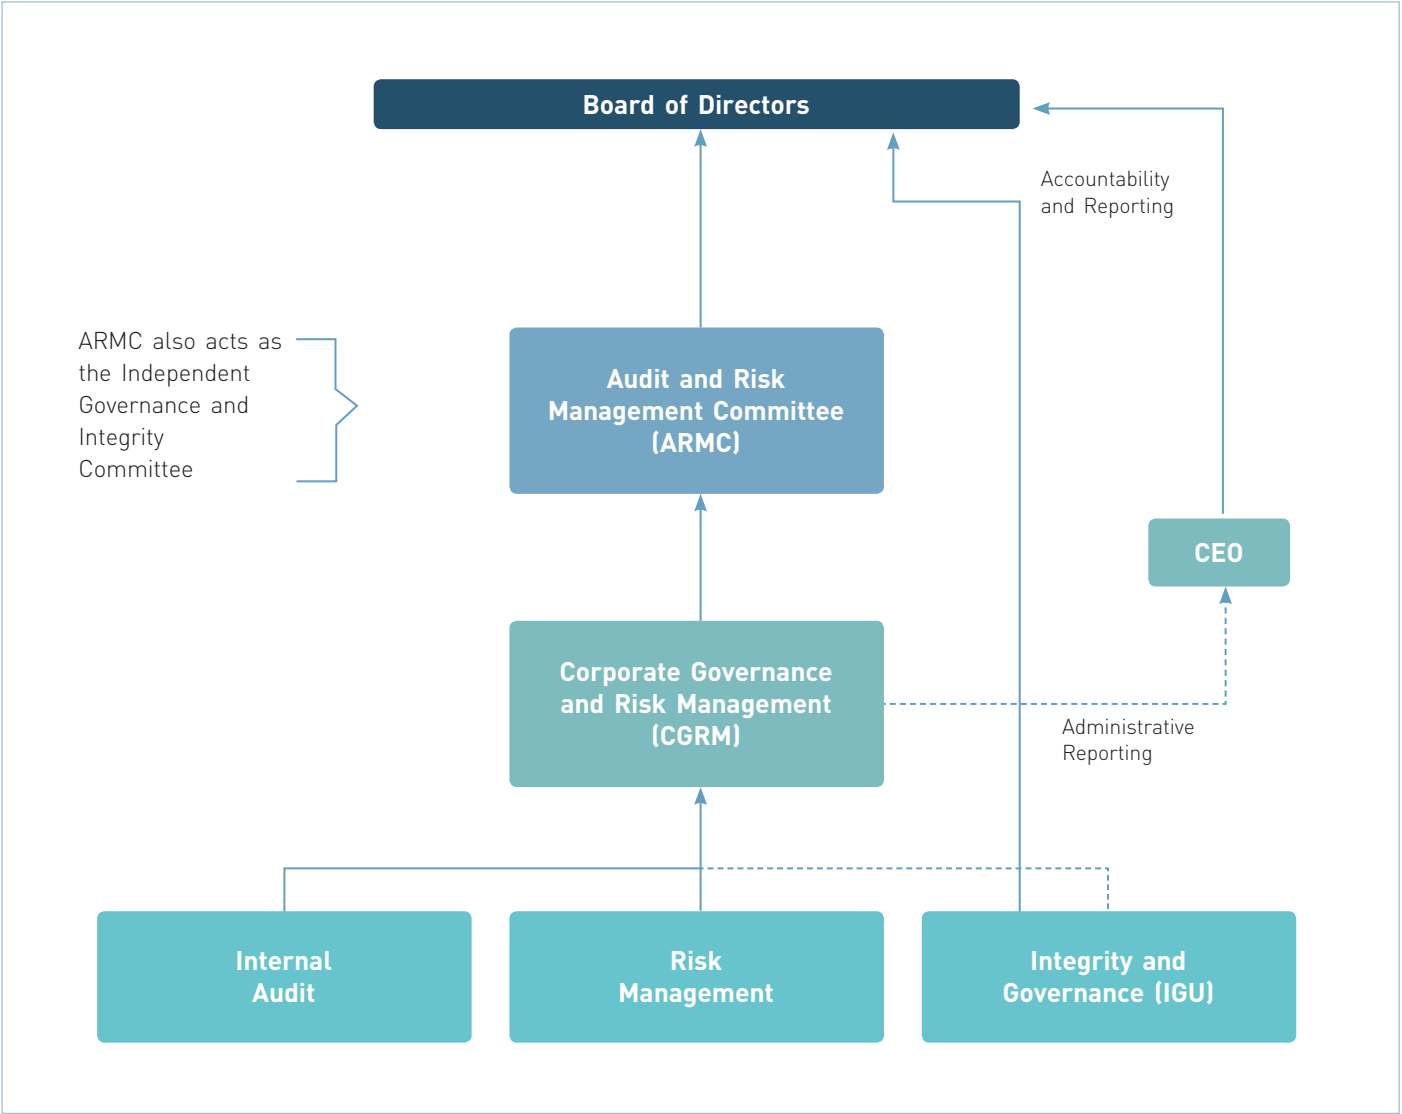 Board of Directors
Accountability
and Reporting
ARMC also acts as
the Independent
Governance and
Integrity
Committee
Audit and Risk
Management Committee
(ARMC)
CEO
Corporate Governance
and Risk Management
(CGRM)
Administrative
Reporting
Internal
Audit
Risk
Management
Integrity and
Governance (IGU)